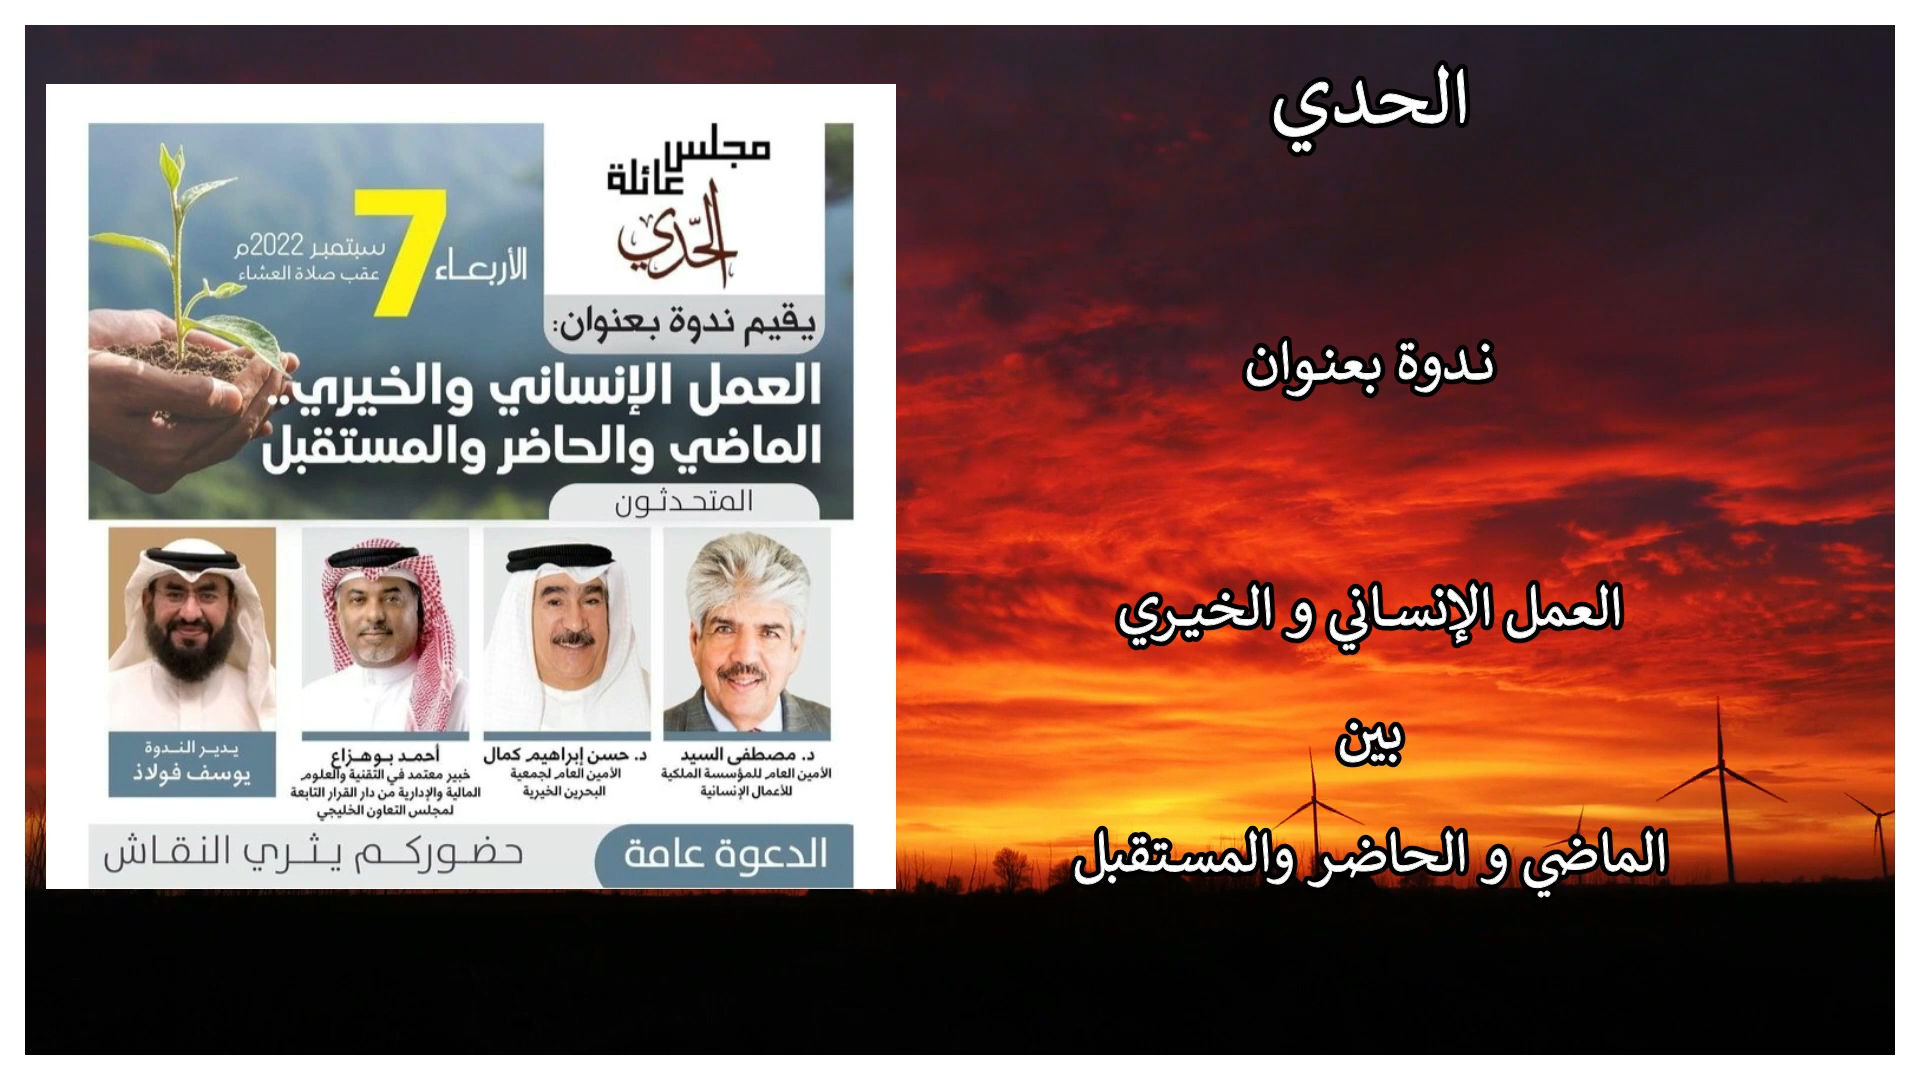 الحدي
ندوة بعنوان
العمل الإنساني و الخيري
بين
الماضي و الحاضر والمستقبل
مجلس
عائلة
الحدّي
الأربعاء 7 سبتمبر 2022م
عقب صلاة العشاء
يقيم ندوة بعنوان:
العمل الإنساني والخيري..
الماضي والحاضر والمستقبل
المتحدثون
د. مصطفى السيد
الأمين العام للمؤسسة الملكية
للأعمال الإنسانية
د. حسن إبراهيم كمال
الأمين العام لجمعية
البحرين الخيرية
أحمد بوهزاع
خبير معتمد في التقنية والعلوم
المالية والإدارية من دار القرار التابعة
لمجلس التعاون الخليجي
يدير الندوة
يوسف فولاذ
الدعوة عامة
حضوركم يثري النقاش